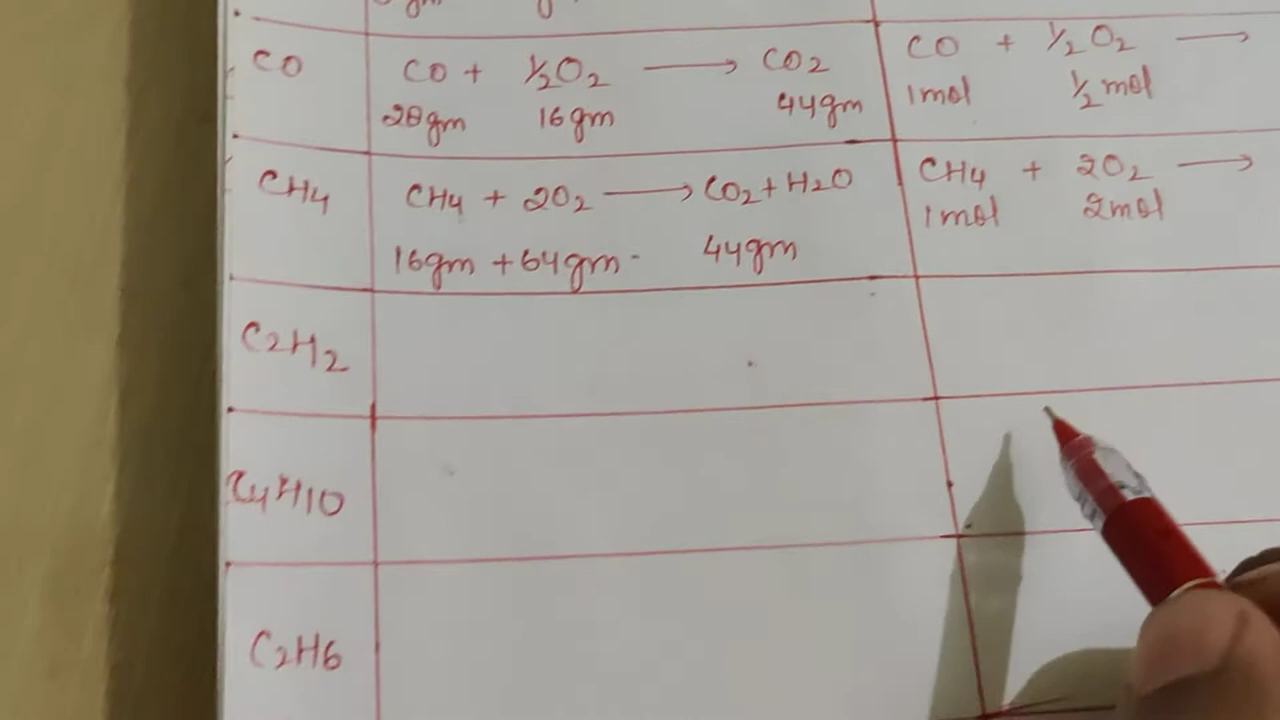 gm
CO
CO + ½O2 ⟶ CO2
28gm 16gm 44gm
CO + ½O2 ⟶
1mol ½mol
CH4
CH4 + 2O2 ⟶ CO2+H2O
16gm +64gm 44gm
CH4 + 2O2 ⟶
1mol 2mol
C2H2
C4H10
C2H6